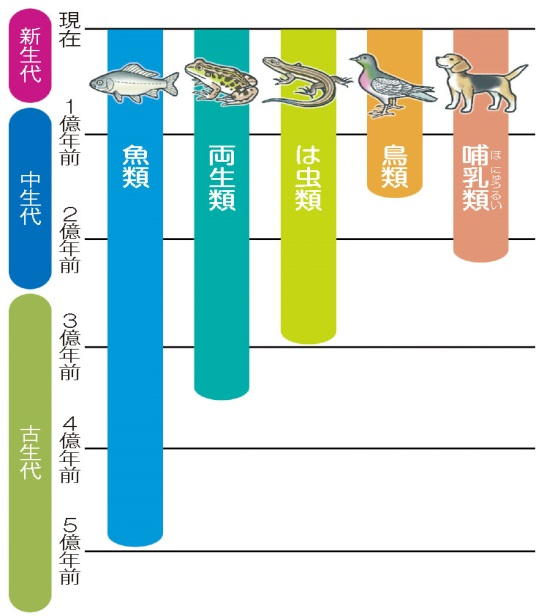 新生代
中生代
古生代
現在
1億年前
2億年前
3億年前
4億年前
5億年前
魚類
両生類
は虫類
鳥類
哺乳類
ほにゅうるい